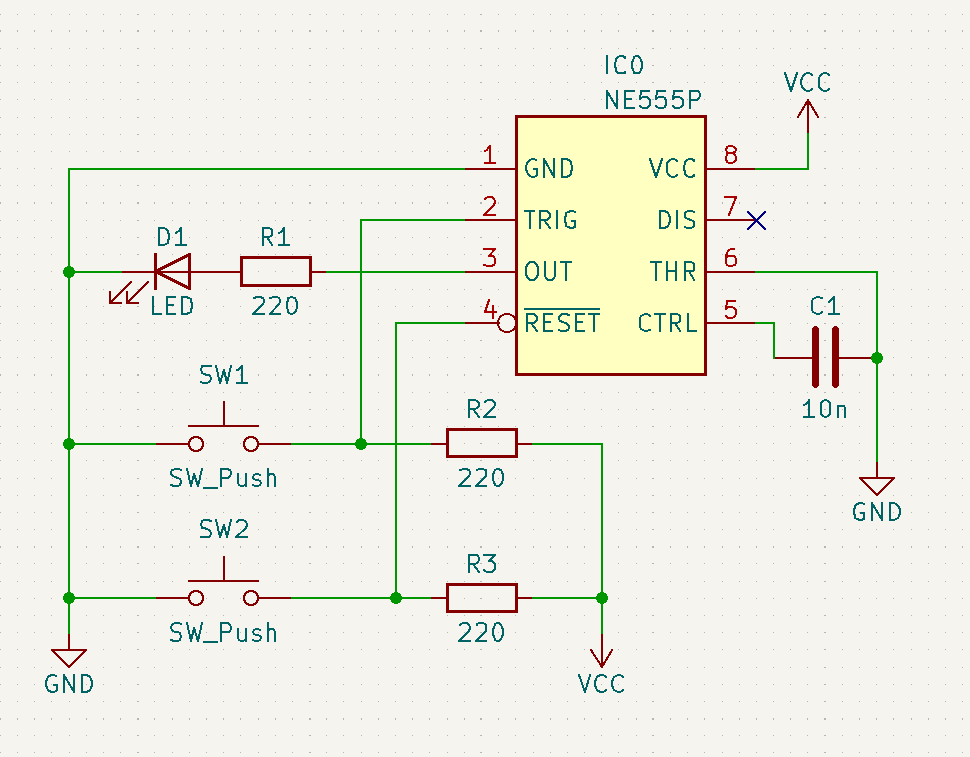 IC0
NE555P
VCC
1
GND
VCC
8
2
TRIG
DIS
7
D1
R1
3
OUT
THR
6
LED
220
4
RESET
CTRL
5
C1
10n
SW1
R2
SW_Push
220
GND
SW2
R3
SW_Push
220
GND
VCC